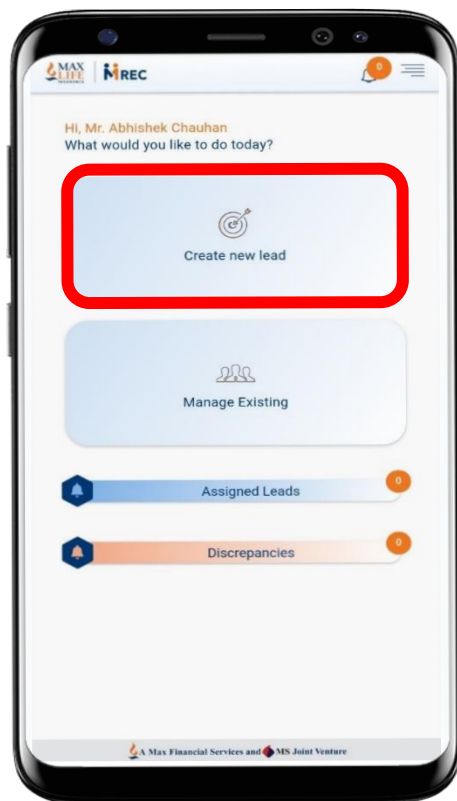 MAX
LIFE
INSURANCE
MREC
0
Hi, Mr. Abhishek Chauhan
What would you like to do today?
Create new lead
Manage Existing
Assigned Leads
0
Discrepancies
0
A Max Financial Services and MS Joint Venture